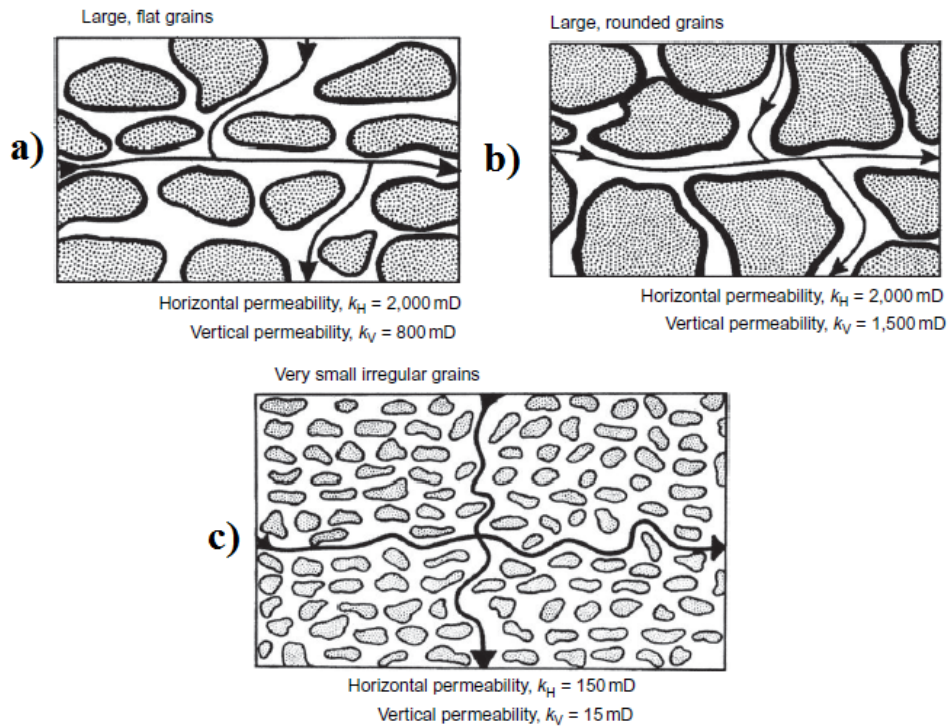 Large, flat grains
a)
Horizontal permeability, kH = 2,000 mD
Vertical permeability, kV = 800 mD
Large, rounded grains
b)
Horizontal permeability, kH = 2,000 mD
Vertical permeability, kV = 1,500 mD
Very small irregular grains
c)
Horizontal permeability, kH = 150 mD
Vertical permeability, kV = 15 mD